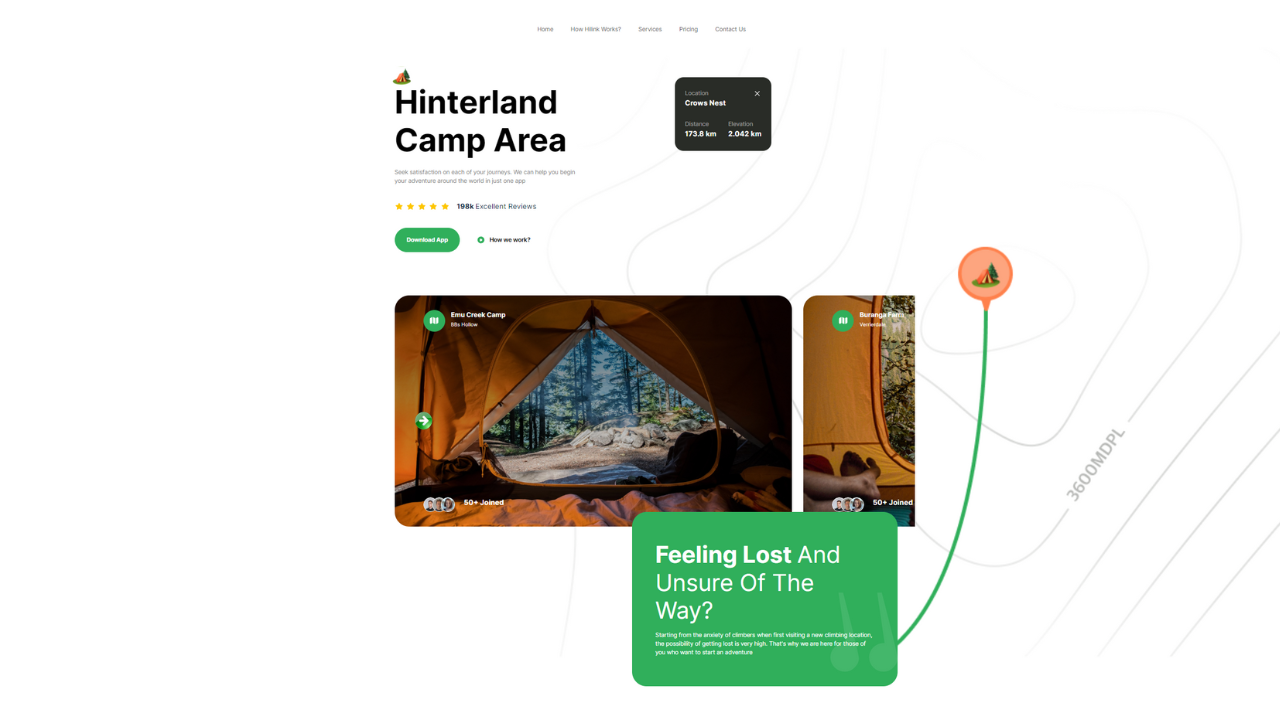 Home How Hilink Works? Services Pricing Contact Us
Hinterland
Camp Area
Seek satisfaction on each of your journeys. We can help you begin
your adventure around the world in just one app
198k Excellent Reviews
Download App How we work?
Location
Crows Nest
Distance Elevation
173.8 km 2.042 km
Emu Creek Camp
88s Hollow
50+ Joined
Buranga Farm
50+ Joined
3600MDPL
Feeling Lost And
Unsure Of The
Way?
Starting from the anxiety of climbers when first visiting a new climbing location,
the possibility of getting lost is very high. That's why we are here for those of
you who want to start an adventure